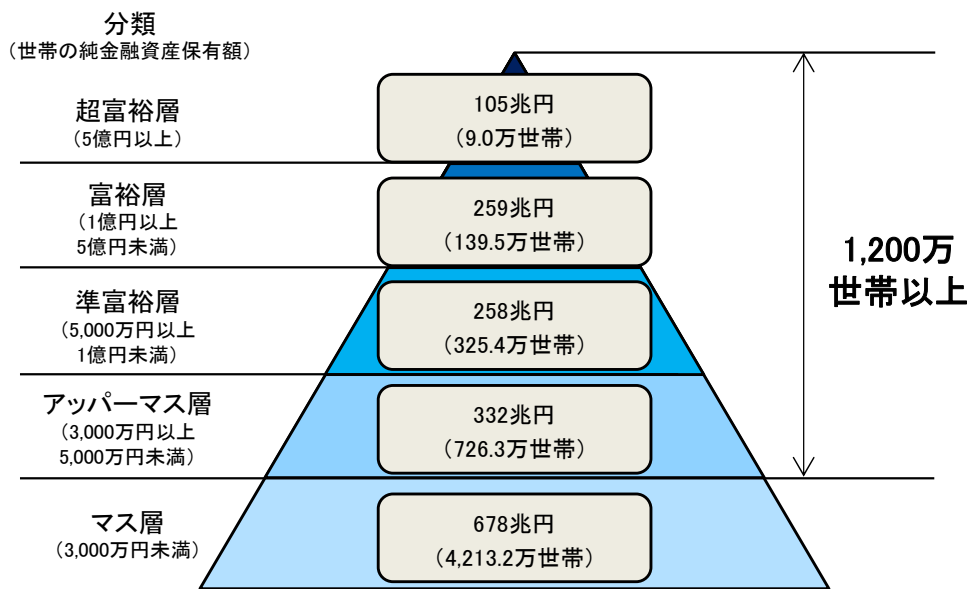 分類
（世帯の純金融資産保有額）
超富裕層
（5億円以上）
105兆円
（9.0万世帯）
富裕層
（1億円以上
5億円未満）
259兆円
（139.5万世帯）
準富裕層
（5,000万円以上
1億円未満）
258兆円
（325.4万世帯）
アッパーマス層
（3,000万円以上
5,000万円未満）
332兆円
（726.3万世帯）
マス層
（3,000万円未満）
678兆円
（4,213.2万世帯）
1,200万
世帯以上